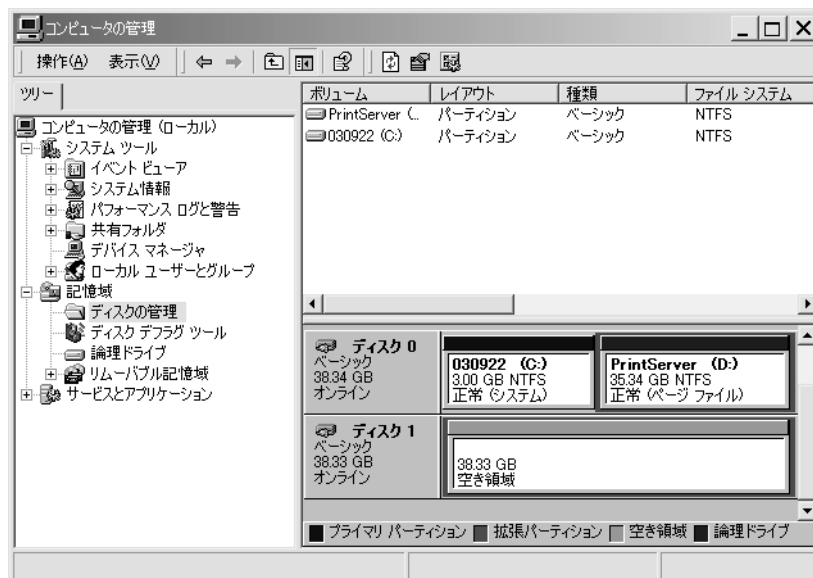 コンピュータの管理
操作(A) 表示(V)
ツリー
コンピュータの管理 (ローカル)
システム ツール
イベント ビューア
システム情報
パフォーマンス ログと警告
共有フォルダ
デバイス マネージャ
ローカル ユーザーとグループ
記憶域
ディスクの管理
ディスク デフラグ ツール
論理ドライブ
リムーバブル記憶域
サービスとアプリケーション
ボリューム レイアウト 種類 ファイル システム
PrintServer (.. パーティション ベーシック NTFS
030922 (C:) パーティション ベーシック NTFS
ディスク 0
ベーシック
38.34 GB
オンライン
030922 (C:)
3.00 GB NTFS
正常 (システム)
PrintServer (D:)
35.34 GB NTFS
正常 (ページ ファイル)
ディスク 1
ベーシック
38.33 GB
オンライン
38.33 GB
空き領域
プライマリ パーティション 拡張パーティション 空き領域 論理ドライブ